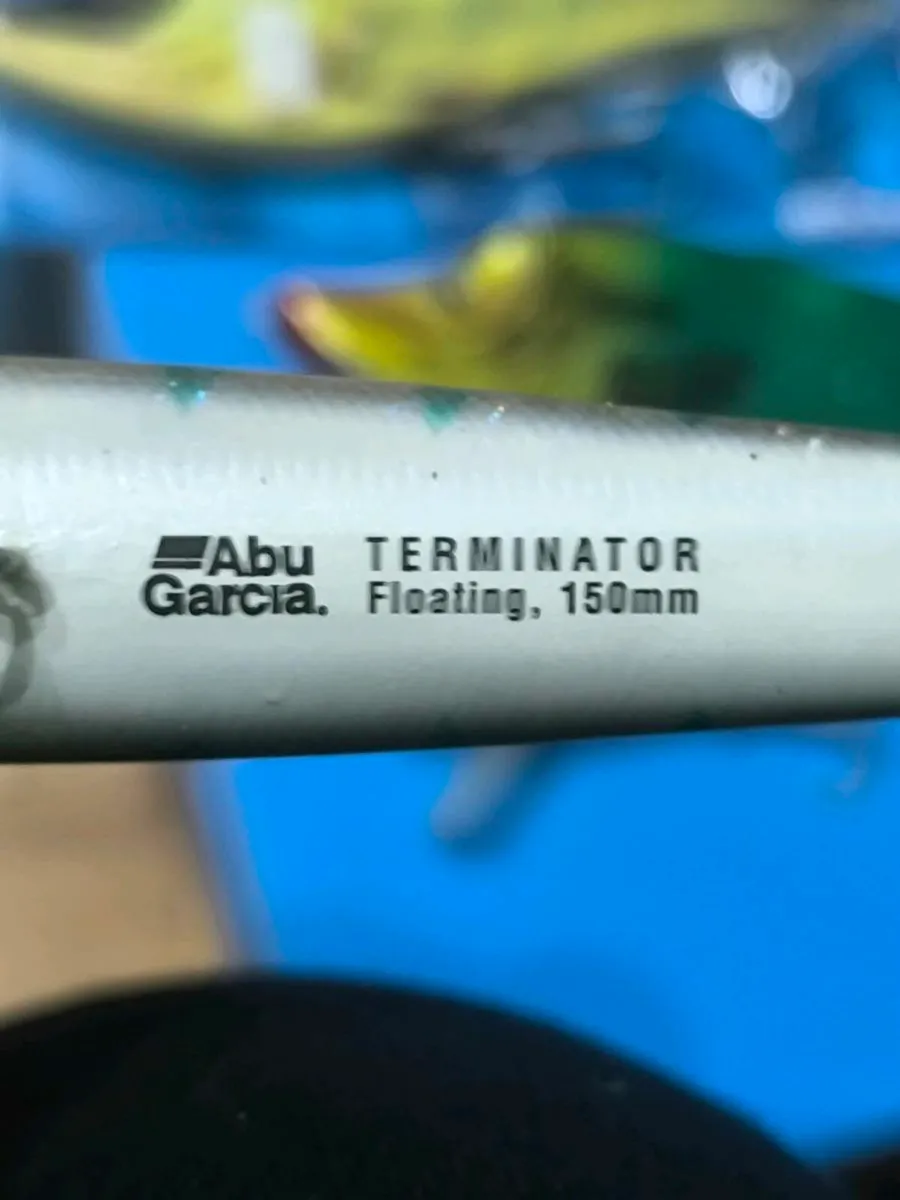 Abu
Garcia.
TERMINATOR
Floating, 150mm